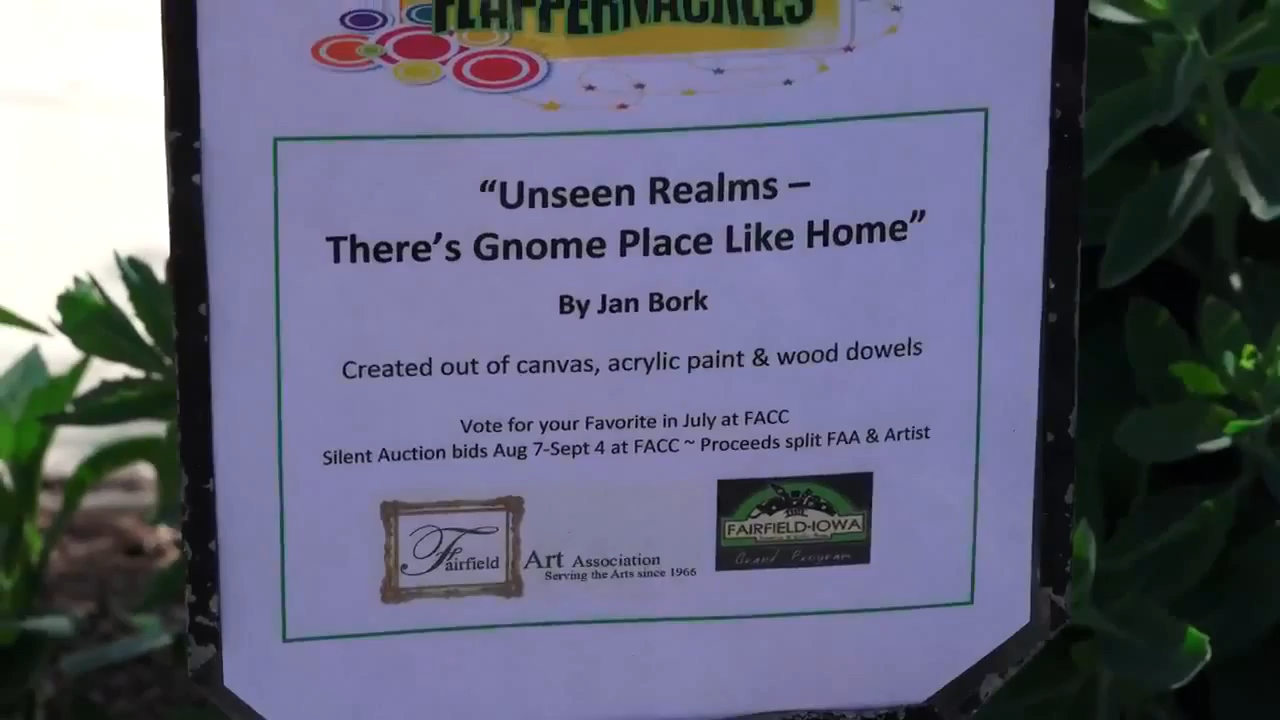 FLAPPERNACKLES
“Unseen Realms –
There’s Gnome Place Like Home”
By Jan Bork
Created out of canvas, acrylic paint & wood dowels
Vote for your Favorite in July at FACC
Silent Auction bids Aug 7-Sept 4 at FACC ~ Proceeds split FAA & Artist
Fairfield Art Association
Serving the Arts since 1966
FAIRFIELD-IOWA
Grand Program